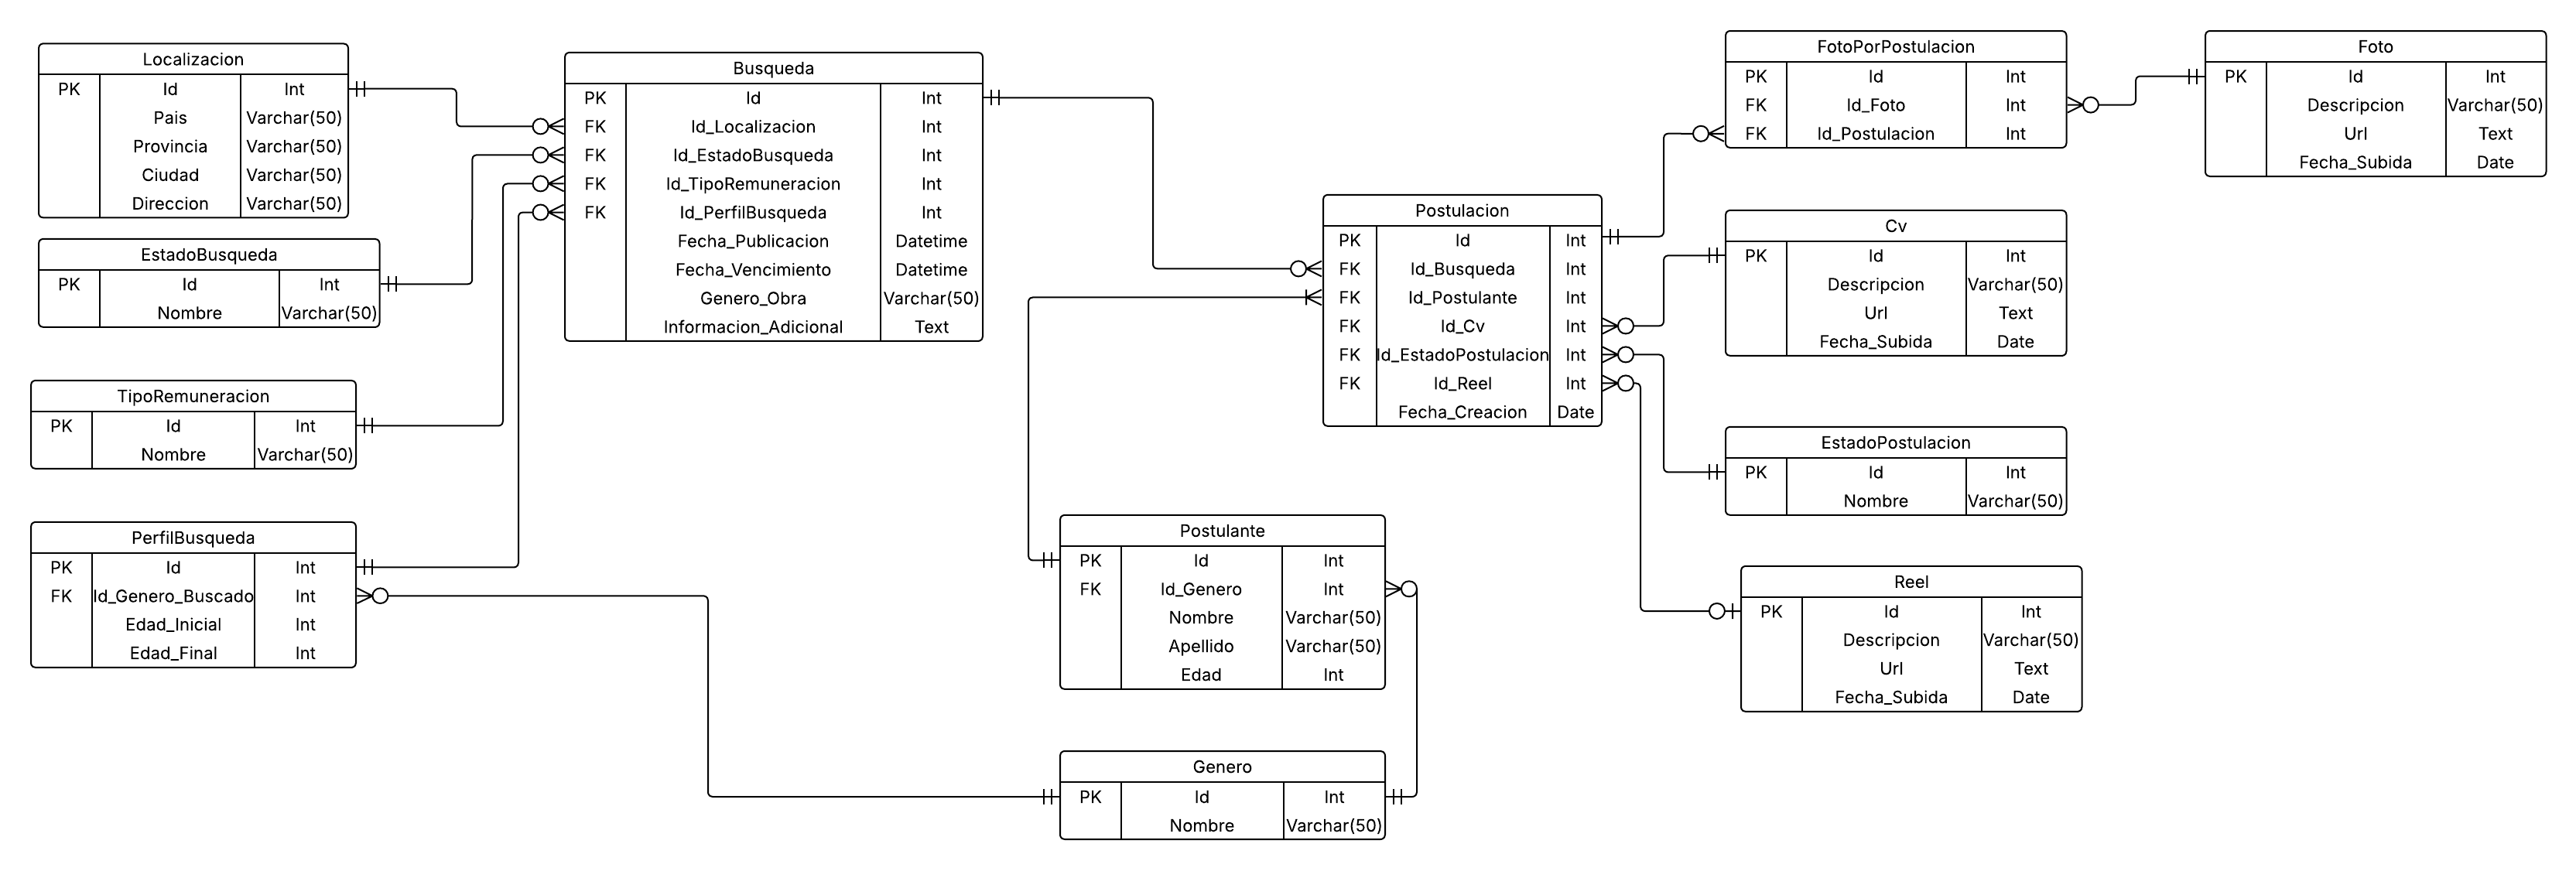 Localizacion
PK Id Int
Pais Varchar(50)
Provincia Varchar(50)
Ciudad Varchar(50)
Direccion Varchar(50)
EstadoBusqueda
PK Id Int
Nombre Varchar(50)
TipoRemuneracion
PK Id Int
Nombre Varchar(50)
PerfilBusqueda
PK Id Int
FK Id_Genero_Buscado Int
Edad_Inicial Int
Edad_Final Int
Busqueda
PK Id Int
FK Id_Localizacion Int
FK Id_EstadoBusqueda Int
FK Id_TipoRemuneracion Int
FK Id_PerfilBusqueda Int
Fecha_Publicacion Datetime
Fecha_Vencimiento Datetime
Genero_Obra Varchar(50)
Informacion_Adicional Text
Postulacion
PK Id Int
FK Id_Busqueda Int
FK Id_Postulante Int
FK Id_Cv Int
FK Id_EstadoPostulacion Int
FK Id_Reel Int
Fecha_Creacion Date
Postulante
PK Id Int
FK Id_Genero Int
Nombre Varchar(50)
Apellido Varchar(50)
Edad Int
Genero
PK Id Int
Nombre Varchar(50)
FotoPorPostulacion
PK Id Int
FK Id_Foto Int
FK Id_Postulacion Int
Foto
PK Id Int
Descripcion Varchar(50)
Url Text
Fecha_Subida Date
Cv
PK Id Int
Descripcion Varchar(50)
Url Text
Fecha_Subida Date
EstadoPostulacion
PK Id Int
Nombre Varchar(50)
Reel
PK Id Int
Descripcion Varchar(50)
Url Text
Fecha_Subida Date